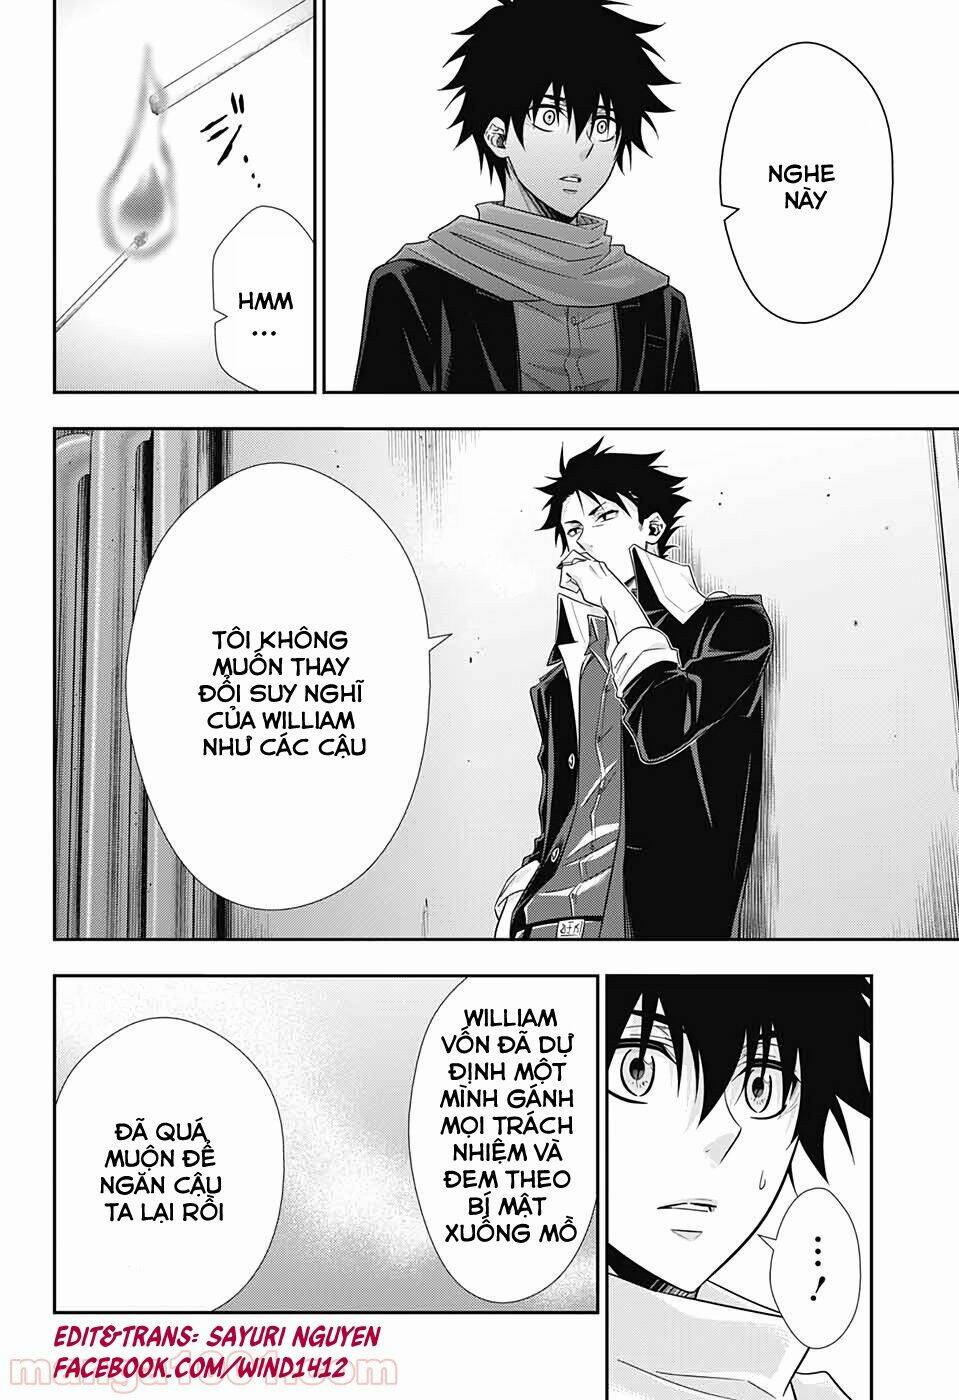 NGHE
NÀY
HMM
...
TÔI KHÔNG
MUỐN THAY
ĐỔI SUY NGHĨ
CỦA WILLIAM
NHƯ CÁC CẬU
...!
WILLIAM
VỐN ĐÃ DỰ
ĐỊNH MỘT
MÌNH GÁNH
MỌI TRÁCH
NHIỆM VÀ
ĐEM THEO
BÍ MẬT
XUỐNG MỒ
ĐÃ QUÁ
MUỘN ĐỂ
NGĂN CẬU
TA LẠI RỒI
EDIT&TRANS: SAYURI NGUYEN
FACEBOOK.COM/WIND1412
manga1001.com